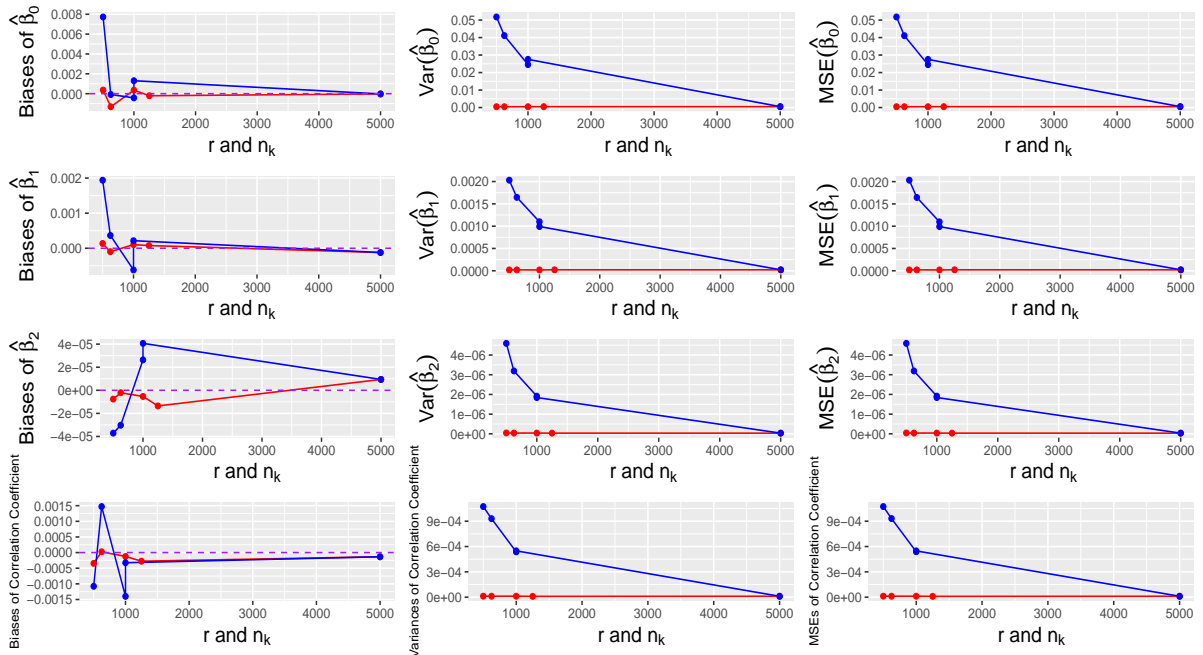 Biases of β̂₀
0.008
0.006
0.004
0.002
0.000
1000 2000 3000 4000 5000
r and nₖ
Var(β̂₀)
0.05
0.04
0.03
0.02
0.01
0.00
1000 2000 3000 4000 5000
r and nₖ
MSE(β̂₀)
0.05
0.04
0.03
0.02
0.01
0.00
1000 2000 3000 4000 5000
r and nₖ
Biases of β̂₁
0.002
0.001
0.000
1000 2000 3000 4000 5000
r and nₖ
Var(β̂₁)
0.0020
0.0015
0.0010
0.0005
0.0000
1000 2000 3000 4000 5000
r and nₖ
MSE(β̂₁)
0.0020
0.0015
0.0010
0.0005
0.0000
1000 2000 3000 4000 5000
r and nₖ
Biases of β̂₂
4e−05
2e−05
0e+00
−2e−05
−4e−05
1000 2000 3000 4000 5000
r and nₖ
Var(β̂₂)
4e−06
3e−06
2e−06
1e−06
0e+00
1000 2000 3000 4000 5000
r and nₖ
MSE(β̂₂)
4e−06
3e−06
2e−06
1e−06
0e+00
1000 2000 3000 4000 5000
r and nₖ
Biases of Correlation Coefficient
0.0015
0.0010
0.0005
0.0000
−0.0005
−0.0010
−0.0015
1000 2000 3000 4000 5000
r and nₖ
Variances of Correlation Coefficient
9e−04
6e−04
3e−04
0e+00
1000 2000 3000 4000 5000
r and nₖ
MSEs of Correlation Coefficient
9e−04
6e−04
3e−04
0e+00
1000 2000 3000 4000 5000
r and nₖ